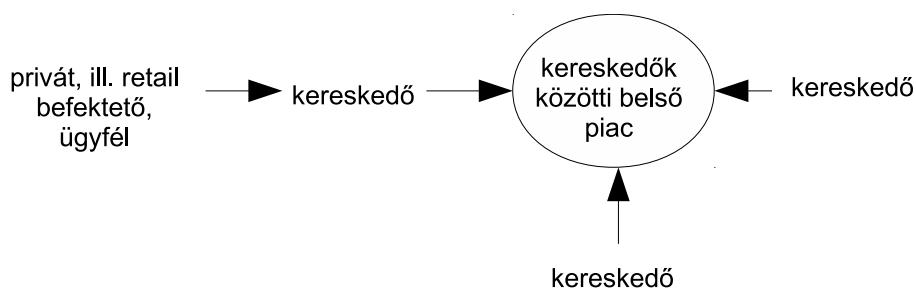 privát, ill. retail
befektető,
ügyfél
kereskedő
kereskedők
közötti belső
piac
kereskedő
kereskedő